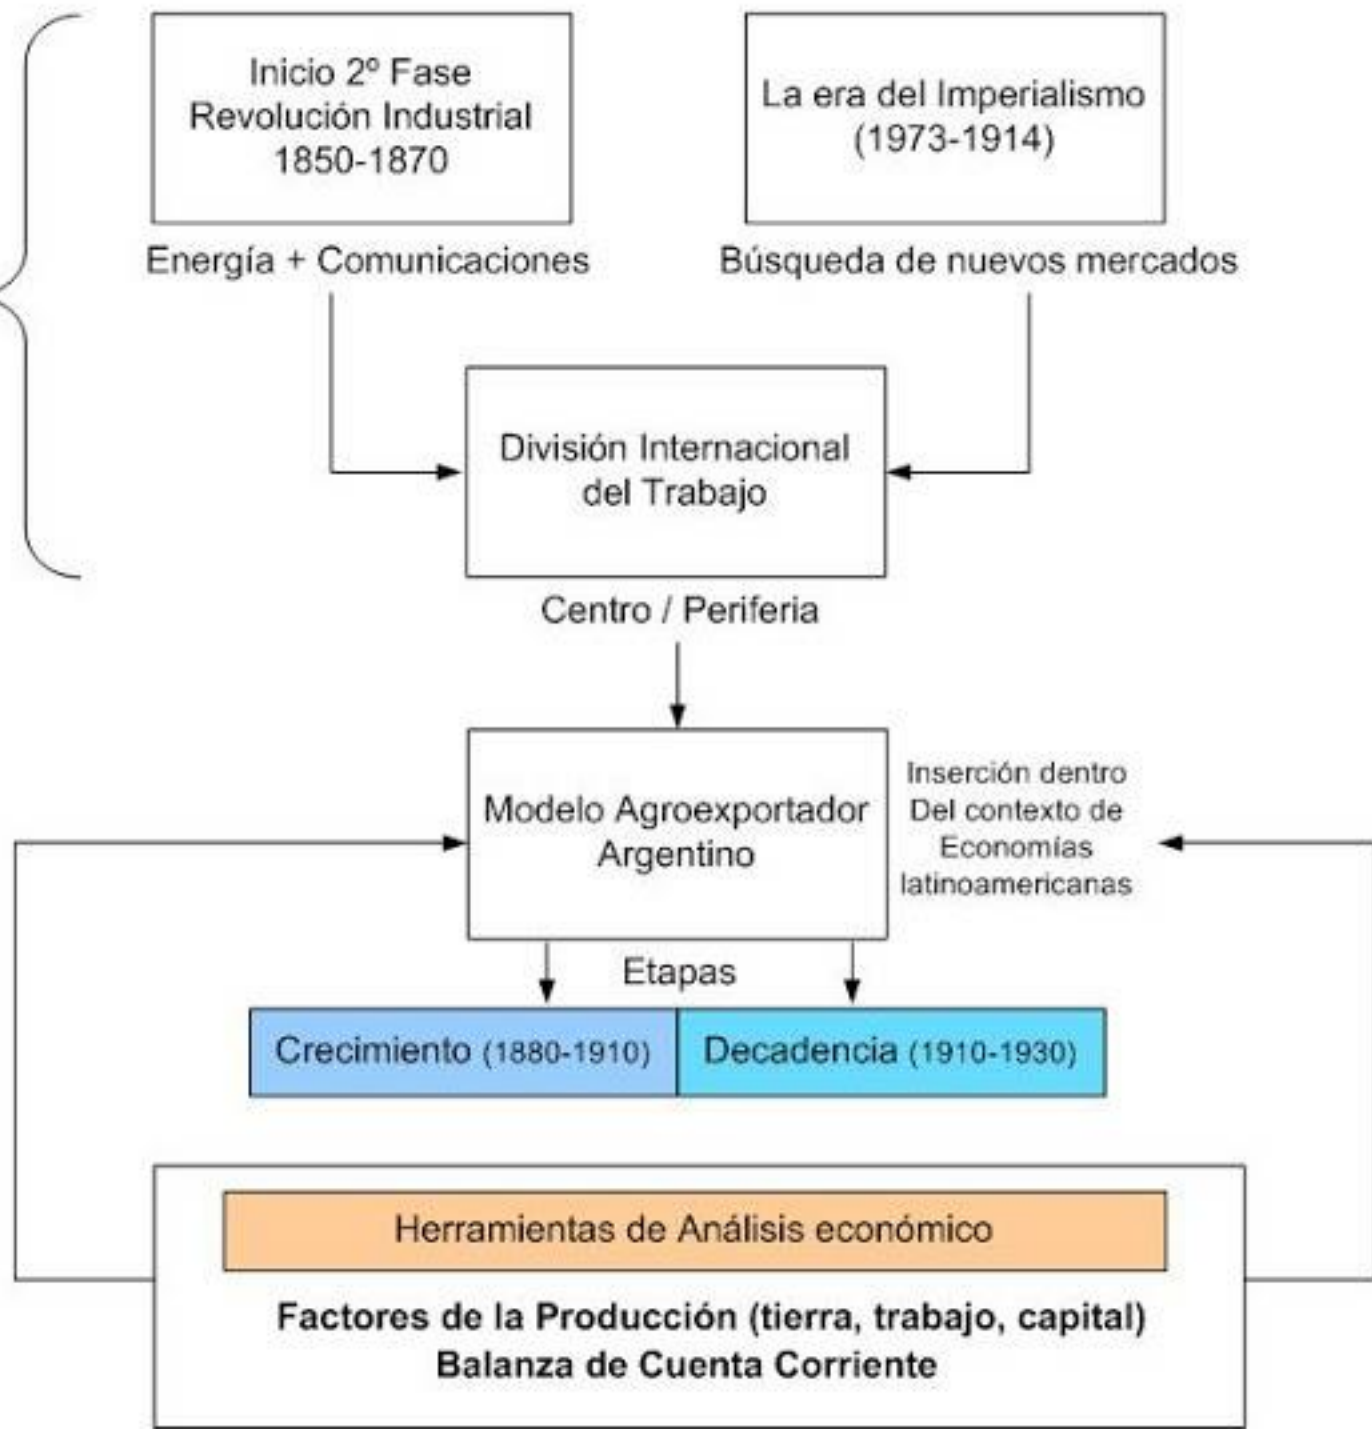 Inicio 2º Fase
Revolución Industrial
1850-1870
La era del Imperialismo
(1973-1914)
Energía + Comunicaciones
Búsqueda de nuevos mercados
División Internacional
del Trabajo
Centro / Periferia
Modelo Agroexportador
Argentino
Inserción dentro
Del contexto de
Economías
latinoamericanas
Etapas
Crecimiento (1880-1910)
Decadencia (1910-1930)
Herramientas de Análisis económico
Factores de la Producción (tierra, trabajo, capital)
Balanza de Cuenta Corriente